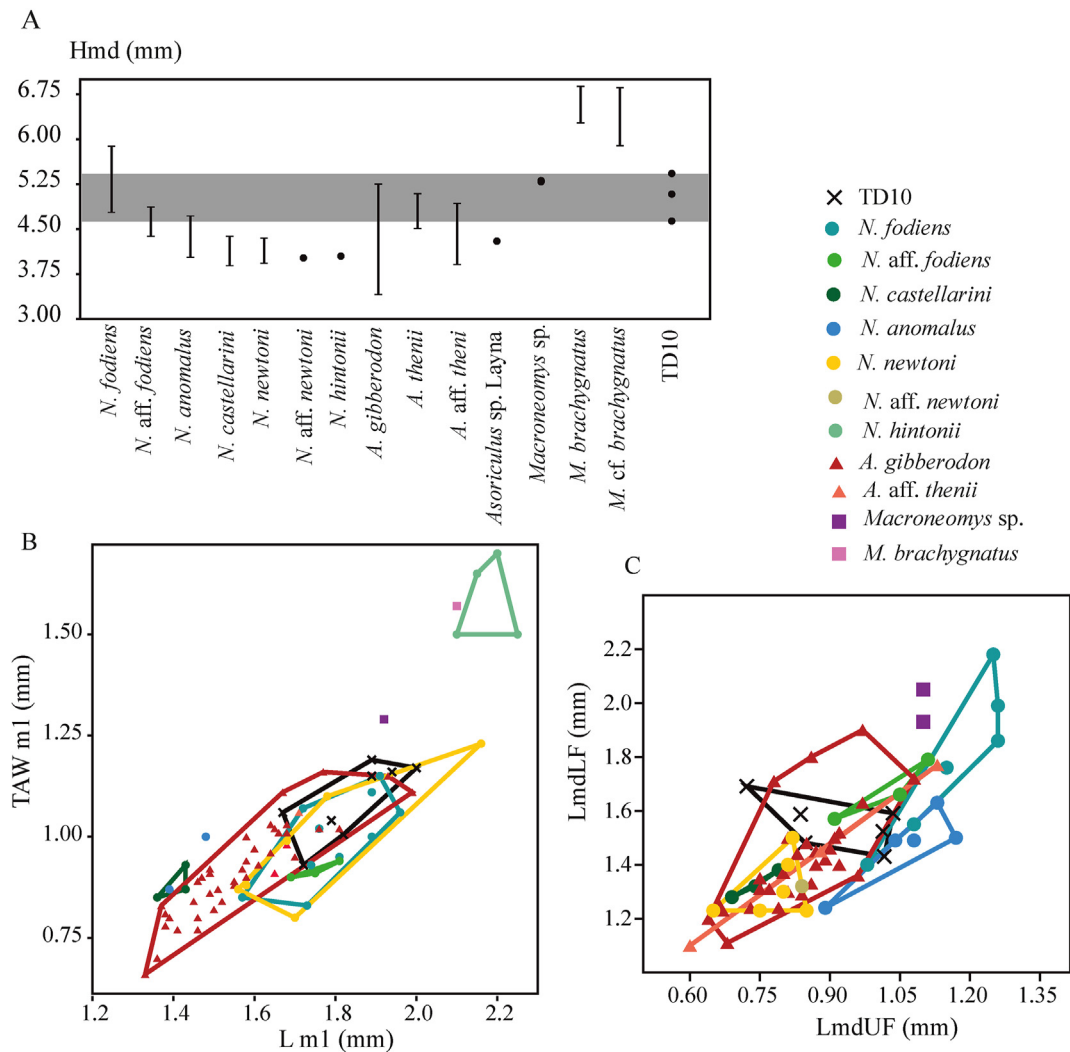 A
Hmd (mm)
6.75
6.00
5.25
4.50
3.75
3.00
N. fodiens
N. aff. fodiens
N. anomalus
N. castellarini
N. newtoni
N. aff. newtoni
N. hintonii
A. gibberodon
A. thenii
A. aff. theni
Asoriculus sp. Layna
Macroneomys sp.
M. brachygnatus
M. cf. brachygnatus
TD10
TD10
N. fodiens
N. aff. fodiens
N. castellarini
N. anomalus
N. newtoni
N. aff. newtoni
N. hintonii
A. gibberodon
A. aff. thenii
Macroneomys sp.
M. brachygnatus
B
TAW m1 (mm)
1.50
1.25
1.00
0.75
1.2 1.4 1.6 1.8 2.0 2.2
L m1 (mm)
C
LmdLF (mm)
2.2
2.0
1.8
1.6
1.4
1.2
0.60 0.75 0.90 1.05 1.20 1.35
LmdUF (mm)